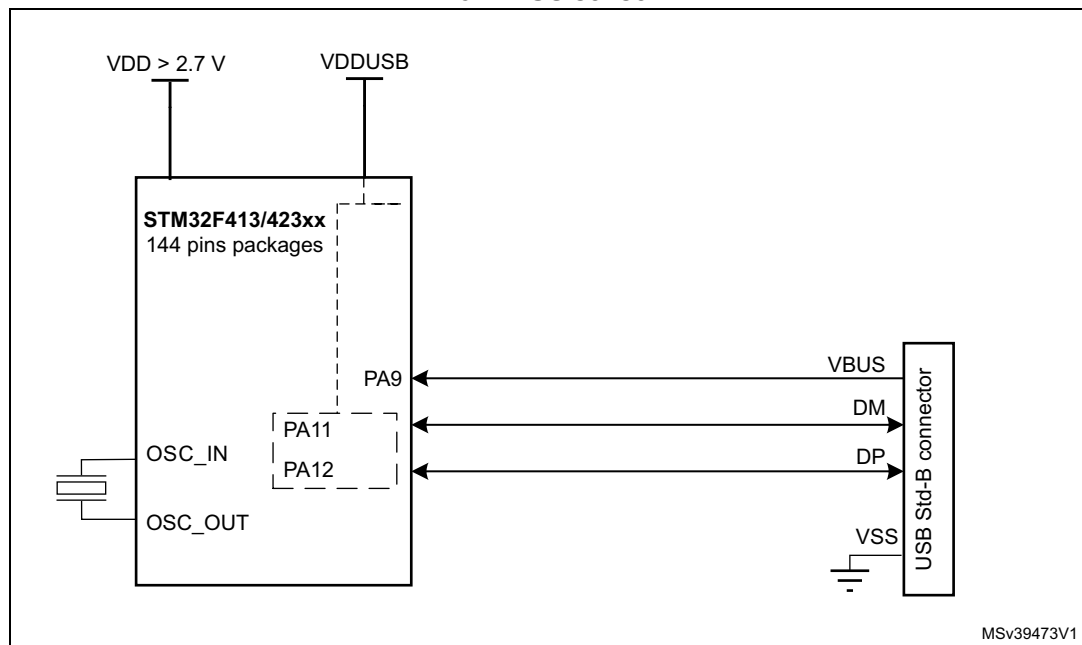 VDD > 2.7 V
VDDUSB
STM32F413/423xx
144 pins packages
PA9
VBUS
PA11
DM
PA12
DP
OSC_IN
OSC_OUT
VSS
USB Std-B connector
MSv39473V1